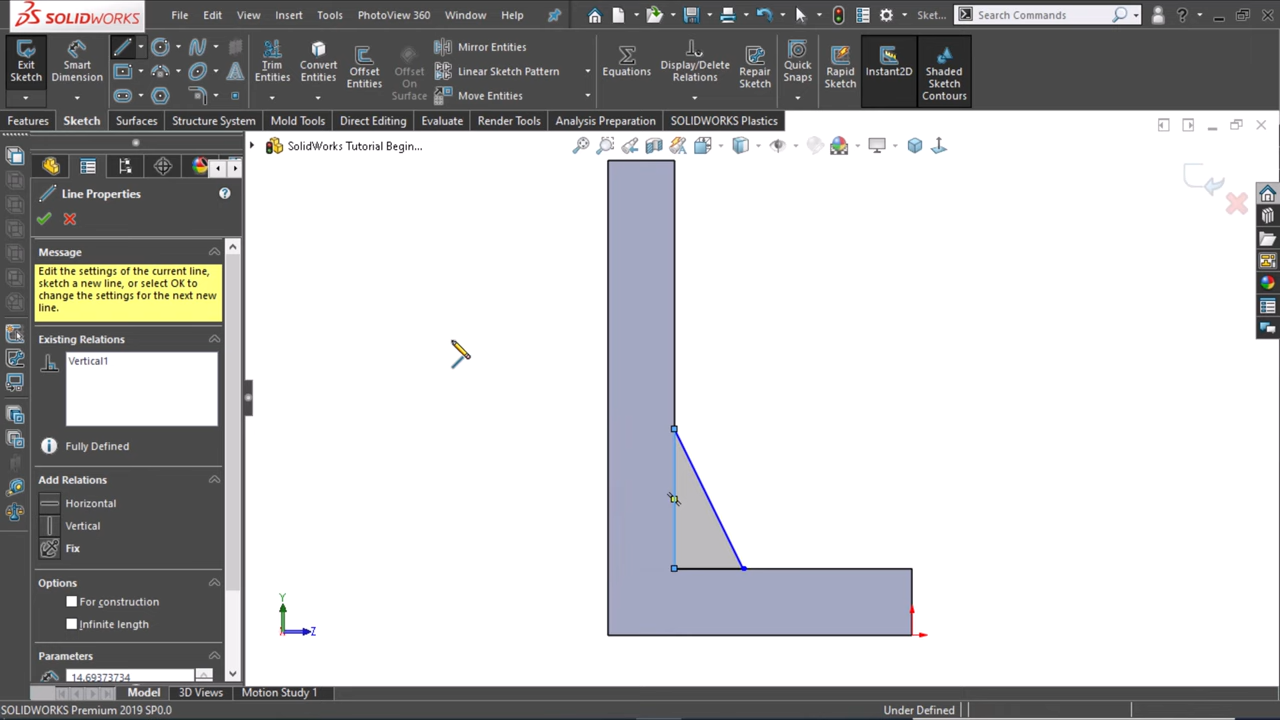 SOLIDWORKS File Edit View Insert Tools PhotoView 360 Window Help Sket... Search Commands ?
Exit Sketch
Smart Dimension
Trim Entities
Convert Entities
Offset Entities
Offset On Surface
Mirror Entities
Linear Sketch Pattern
Move Entities
Equations
Display/Delete Relations
Repair Sketch
Quick Snaps
Rapid Sketch
Instant2D
Shaded Sketch Contours
Features Sketch Surfaces Structure System Mold Tools Direct Editing Evaluate Render Tools Analysis Preparation SOLIDWORKS Plastics
SolidWorks Tutorial Begin...
Line Properties ?
Message
Edit the settings of the current line,
sketch a new line, or select OK to
change the settings for the next new
line.
Existing Relations
Vertical1
Fully Defined
Add Relations
Horizontal
Vertical
Fix
Options
For construction
Infinite length
Parameters
14.69373734
Y
Z
Model 3D Views Motion Study 1
SOLIDWORKS Premium 2019 SP0.0 Under Defined